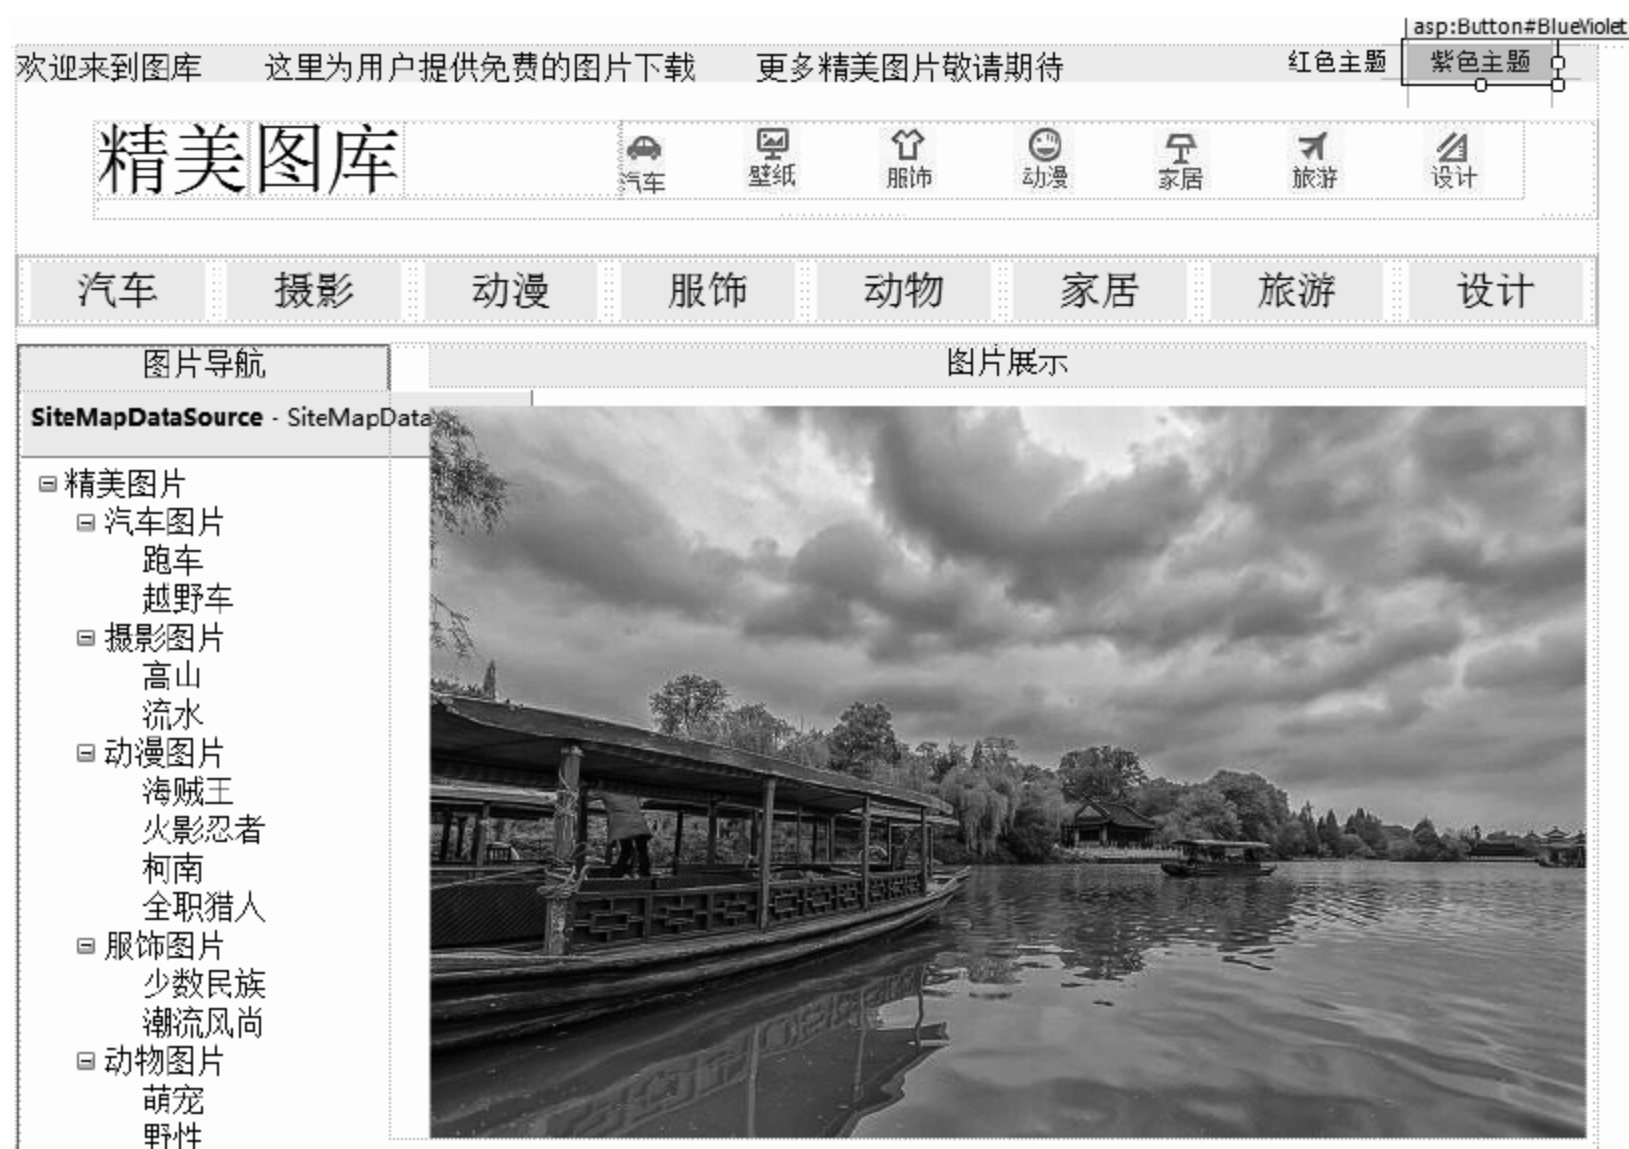 asp:Button#BlueViolet
欢迎来到图库 这里为用户提供免费的图片下载 更多精美图片敬请期待 红色主题 紫色主题
精美图库
汽车 壁纸 服饰 动漫 家居 旅游 设计
汽车 摄影 动漫 服饰 动物 家居 旅游 设计
图片导航 图片展示
SiteMapDataSource - SiteMapData
精美图片
汽车图片
跑车
越野车
摄影图片
高山
流水
动漫图片
海贼王
火影忍者
柯南
全职猎人
服饰图片
少数民族
潮流风尚
动物图片
萌宠
野性